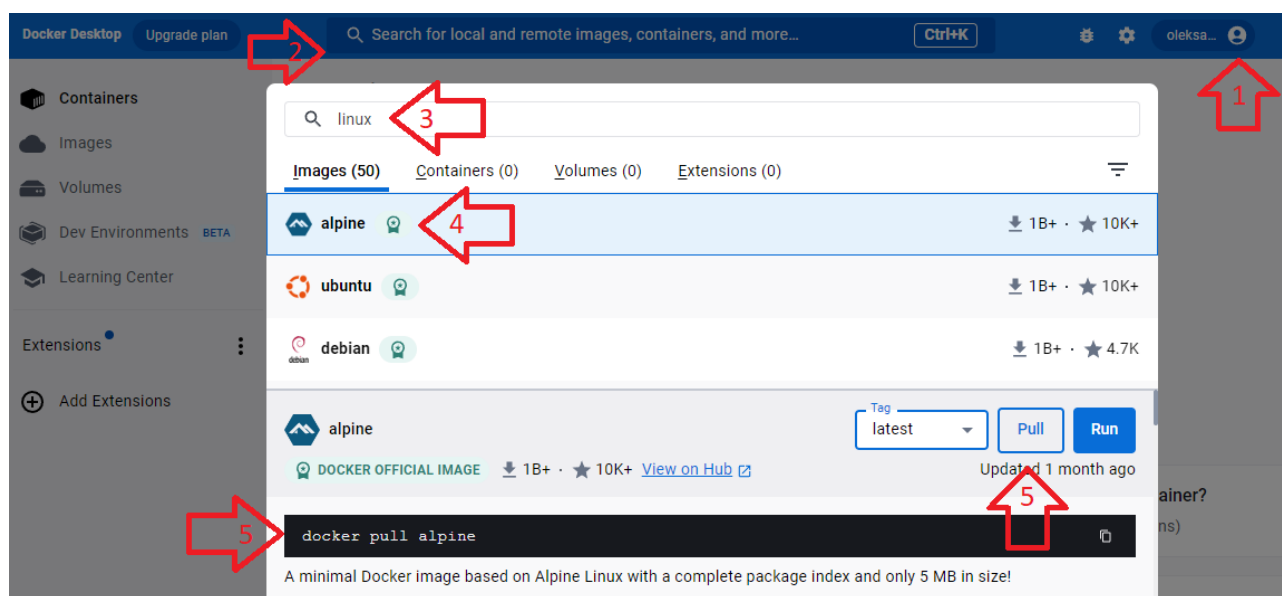 Docker Desktop Upgrade plan 2 Search for local and remote images, containers, and more... Ctrl+K oleksa...
1
Containers
linux 3
Images
Images (50) Containers (0) Volumes (0) Extensions (0)
Volumes
alpine 4 1B+ · 10K+
Dev Environments BETA
Learning Center
ubuntu 1B+ · 10K+
Extensions
debian debian 1B+ · 4.7K
Add Extensions
Tag
alpine latest Pull Run
DOCKER OFFICIAL IMAGE 1B+ · 10K+ View on Hub Updated 1 month ago
5 ainer?
5 docker pull alpine ns)
A minimal Docker image based on Alpine Linux with a complete package index and only 5 MB in size!